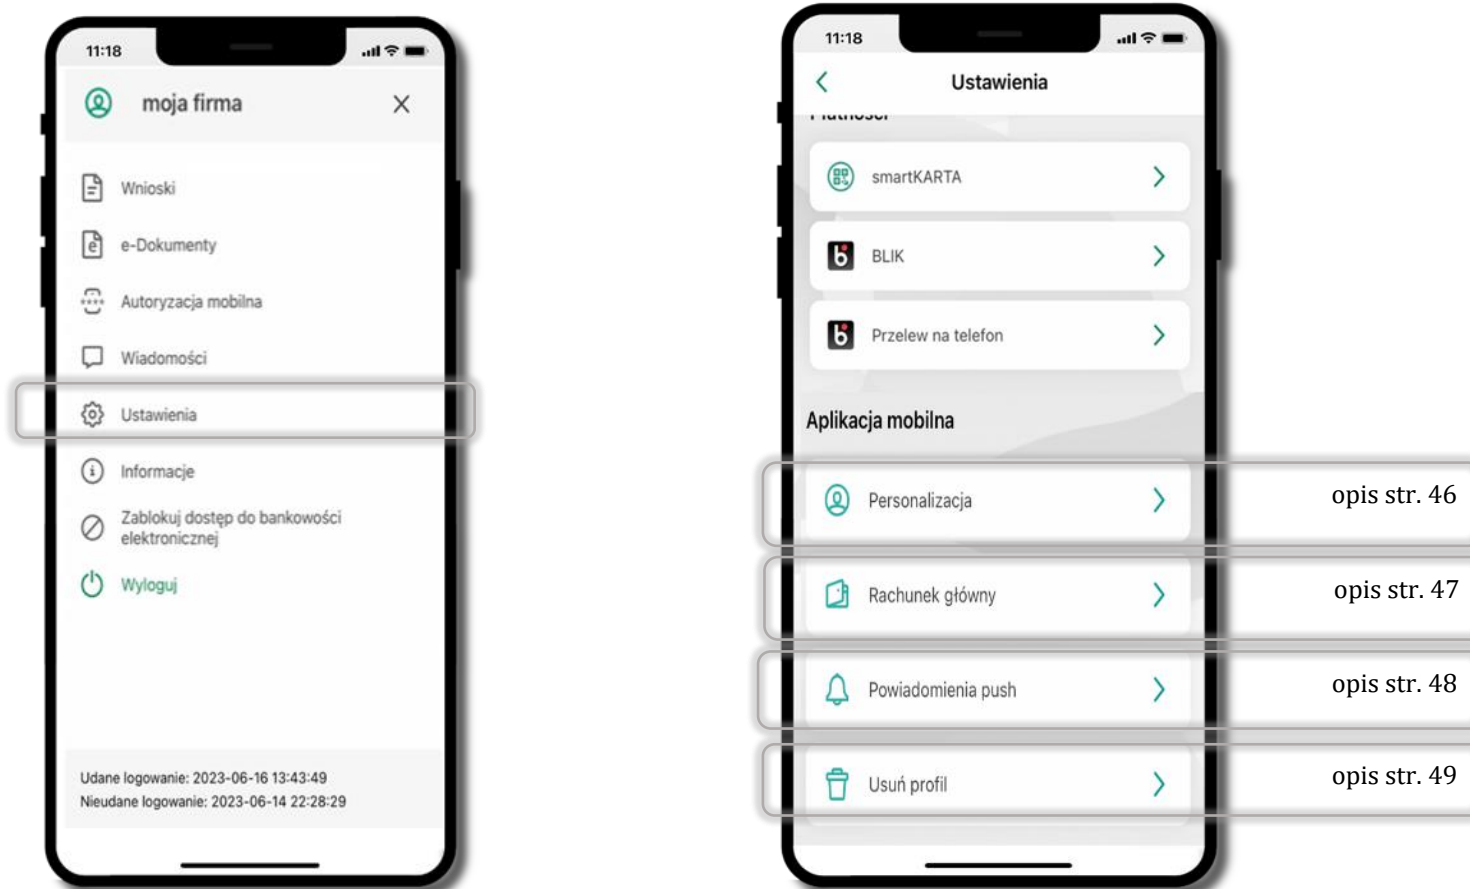 11:18
moja firma
Wnioski
e-Dokumenty
Autoryzacja mobilna
Wiadomości
Ustawienia
Informacje
Zablokuj dostęp do bankowości
elektronicznej
Wyloguj
Udane logowanie: 2023-06-16 13:43:49
Nieudane logowanie: 2023-06-14 22:28:29
11:18
Ustawienia
Płatności
smartKARTA
BLIK
Przelew na telefon
Aplikacja mobilna
Personalizacja
opis str. 46
Rachunek główny
opis str. 47
Powiadomienia push
opis str. 48
Usuń profil
opis str. 49